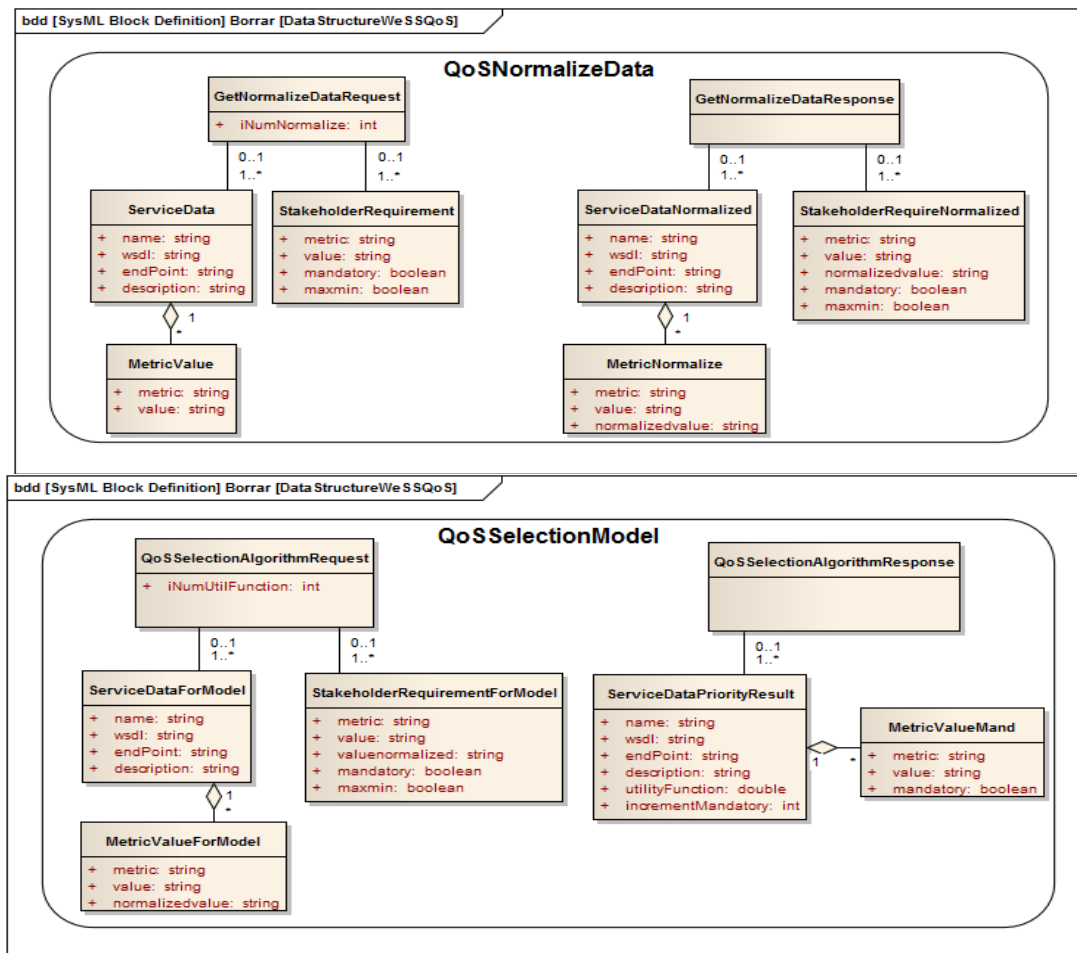 bdd [SysML Block Definition] Borrar [DataStructureWeSSQoS]
QoSNormalizeData
GetNormalizeDataRequest
+ iNumNormalize: int
0..1
1..*
0..1
1..*
ServiceData
+ name: string
+ wsdl: string
+ endPoint: string
+ description: string
1
*
MetricValue
+ metric: string
+ value: string
StakeholderRequirement
+ metric: string
+ value: string
+ mandatory: boolean
+ maxmin: boolean
GetNormalizeDataResponse
0..1
1..*
0..1
1..*
ServiceDataNormalized
+ name: string
+ wsdl: string
+ endPoint: string
+ description: string
1
*
MetricNormalize
+ metric: string
+ value: string
+ normalizedvalue: string
StakeholderRequireNormalized
+ metric: string
+ value: string
+ normalizedvalue: string
+ mandatory: boolean
+ maxmin: boolean
bdd [SysML Block Definition] Borrar [DataStructureWeSSQoS]
QoSSelectionModel
QoSSelectionAlgorithmRequest
+ iNumUtilFunction: int
0..1
1..*
0..1
1..*
ServiceDataForModel
+ name: string
+ wsdl: string
+ endPoint: string
+ description: string
1
*
MetricValueForModel
+ metric: string
+ value: string
+ normalizedvalue: string
StakeholderRequirementForModel
+ metric: string
+ value: string
+ valuenormalized: string
+ mandatory: boolean
+ maxmin: boolean
QoSSelectionAlgorithmResponse
0..1
1..*
ServiceDataPriorityResult
+ name: string
+ wsdl: string
+ endPoint: string
+ description: string
+ utilityFunction: double
+ incrementMandatory: int
1
*
MetricValueMand
+ metric: string
+ value: string
+ mandatory: boolean